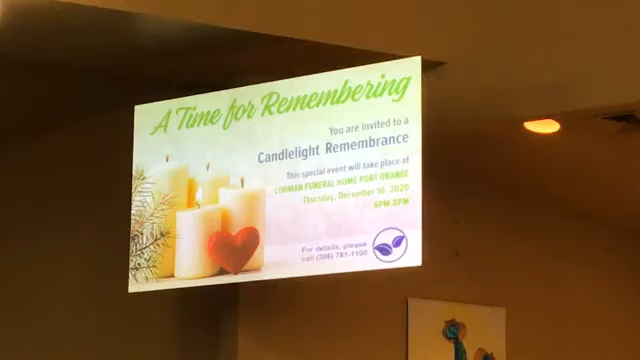 A Time for Remembering
You are invited to a
Candlelight Remembrance
This special event will take place at
LOHMAN FUNERAL HOME PORT ORANGE
Thursday, December 10, 2020
6PM-8PM
For details, please
call (386) 761-1100